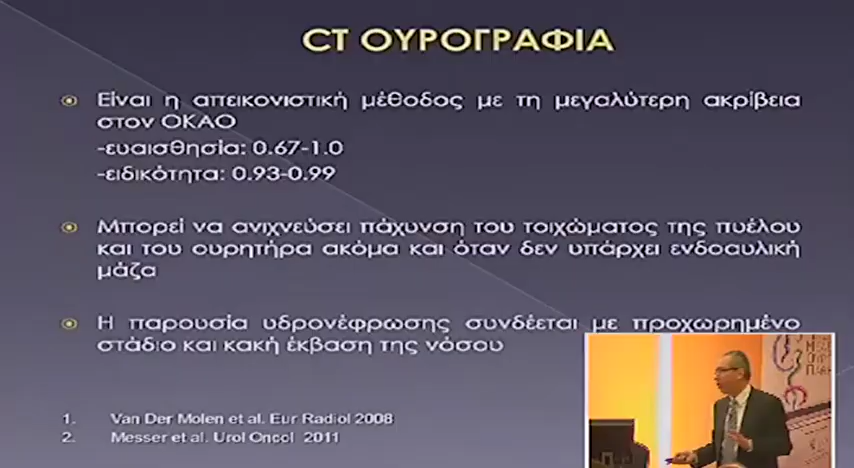 CT ΟΥΡΟΓΡΑΦΙΑ
Είναι η απεικονιστική μέθοδος με τη μεγαλύτερη ακρίβεια
στον ΟΚΑΟ
-ευαισθησία: 0.67-1.0
-ειδικότητα: 0.93-0.99
Μπορεί να ανιχνεύσει πάχυνση του τοιχώματος της πυέλου
και του ουρητήρα ακόμα και όταν δεν υπάρχει ενδοαυλική
μάζα
Η παρουσία υδρονέφρωσης συνδέεται με προχωρημένο
στάδιο και κακή έκβαση της νόσου
1. Van Der Molen et al. Eur Radiol 2008
2. Messer et al. Urol Oncol 2011